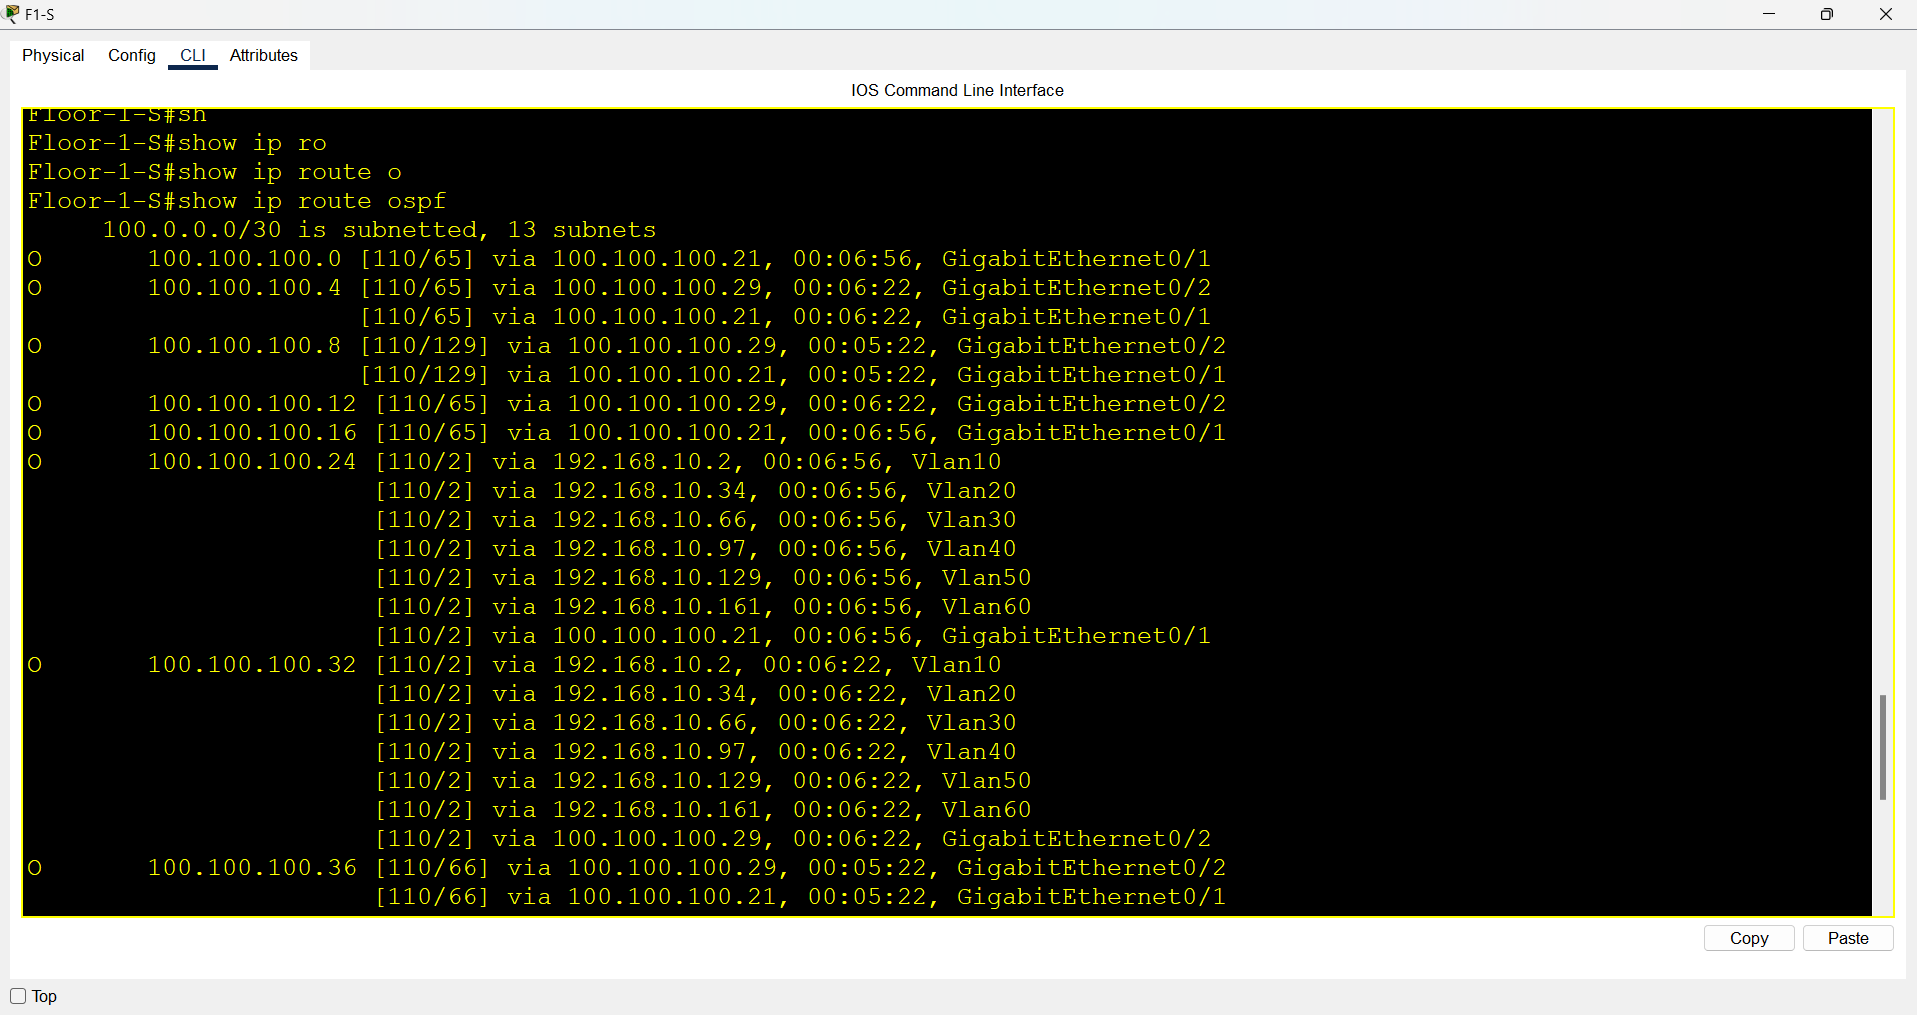 F1-S
Physical Config CLI Attributes
IOS Command Line Interface
Floor-1-S#sh
Floor-1-S#show ip ro
Floor-1-S#show ip route o
Floor-1-S#show ip route ospf
100.0.0.0/30 is subnetted, 13 subnets
O 100.100.100.0 [110/65] via 100.100.100.21, 00:06:56, GigabitEthernet0/1
O 100.100.100.4 [110/65] via 100.100.100.29, 00:06:22, GigabitEthernet0/2
[110/65] via 100.100.100.21, 00:06:22, GigabitEthernet0/1
O 100.100.100.8 [110/129] via 100.100.100.29, 00:05:22, GigabitEthernet0/2
[110/129] via 100.100.100.21, 00:05:22, GigabitEthernet0/1
O 100.100.100.12 [110/65] via 100.100.100.29, 00:06:22, GigabitEthernet0/2
O 100.100.100.16 [110/65] via 100.100.100.21, 00:06:56, GigabitEthernet0/1
O 100.100.100.24 [110/2] via 192.168.10.2, 00:06:56, Vlan10
[110/2] via 192.168.10.34, 00:06:56, Vlan20
[110/2] via 192.168.10.66, 00:06:56, Vlan30
[110/2] via 192.168.10.97, 00:06:56, Vlan40
[110/2] via 192.168.10.129, 00:06:56, Vlan50
[110/2] via 192.168.10.161, 00:06:56, Vlan60
[110/2] via 100.100.100.21, 00:06:56, GigabitEthernet0/1
O 100.100.100.32 [110/2] via 192.168.10.2, 00:06:22, Vlan10
[110/2] via 192.168.10.34, 00:06:22, Vlan20
[110/2] via 192.168.10.66, 00:06:22, Vlan30
[110/2] via 192.168.10.97, 00:06:22, Vlan40
[110/2] via 192.168.10.129, 00:06:22, Vlan50
[110/2] via 192.168.10.161, 00:06:22, Vlan60
[110/2] via 100.100.100.29, 00:06:22, GigabitEthernet0/2
O 100.100.100.36 [110/66] via 100.100.100.29, 00:05:22, GigabitEthernet0/2
[110/66] via 100.100.100.21, 00:05:22, GigabitEthernet0/1
Copy Paste
Top